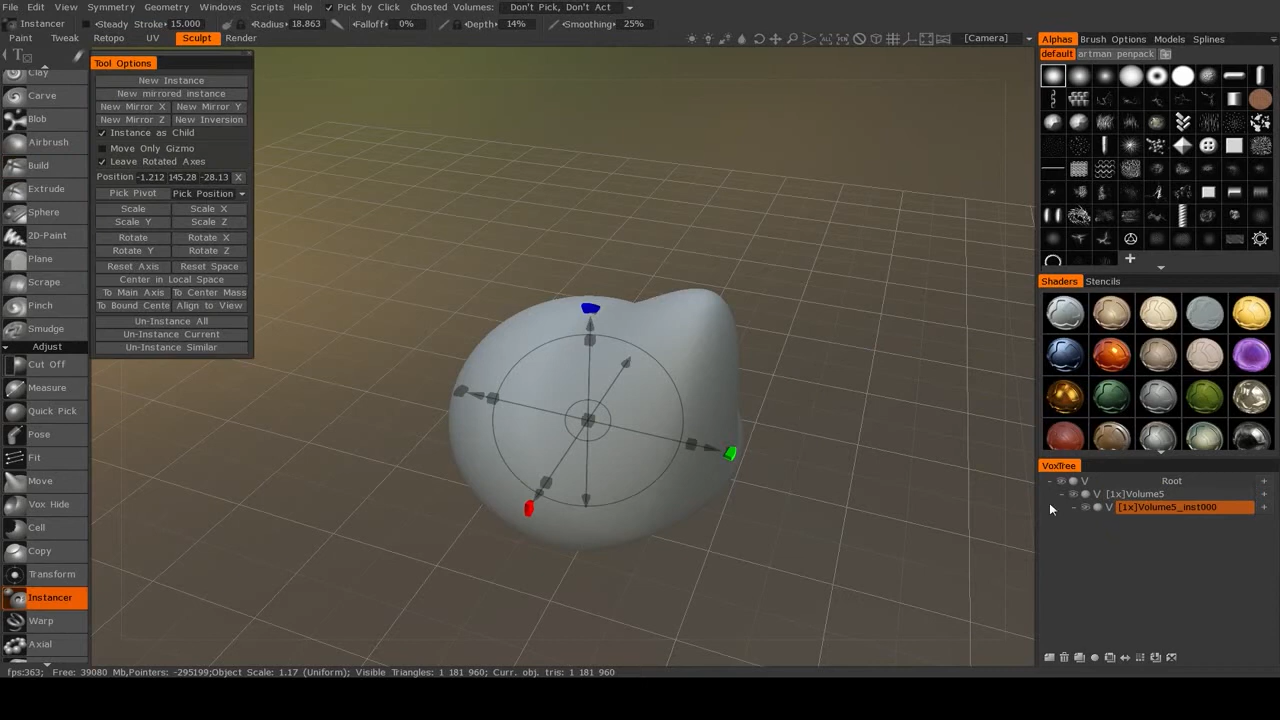 File Edit View Symmetry Geometry Windows Scripts Help Pick by Click Ghosted Volumes: Don't Pick, Don't Act
Instancer Steady Stroke 15.000 Radius 18.863 Falloff 0% Depth 14% Smoothing 25%
Paint Tweak Retopo UV Sculpt Render [Camera]
Clay
Carve
Blob
Airbrush
Build
Extrude
Sphere
2D-Paint
Plane
Scrape
Pinch
Smudge
Adjust
Cut Off
Measure
Quick Pick
Pose
Fit
Move
Vox Hide
Cell
Copy
Transform
Instancer
Warp
Axial
Tool Options
New Instance
New mirrored instance
New Mirror X New Mirror Y
New Mirror Z New Inversion
Instance as Child
Move Only Gizmo
Leave Rotated Axes
Position -1.212 145.28 -28.13 X
Pick Pivot Pick Position
Scale Scale X
Scale Y Scale Z
Rotate Rotate X
Rotate Y Rotate Z
Reset Axis Reset Space
Center in Local Space
To Main Axis To Center Mass
To Bound Cente Align to View
Un-Instance All
Un-Instance Current
Un-Instance Similar
Alphas Brush Options Models Splines
default artman penpack
Shaders Stencils
VoxTree
V Root
V [1x]Volume5
V [1x]Volume5_inst000
fps:363; Free: 39080 Mb,Pointers: -295199;Object Scale: 1.17 (Uniform); Visible Triangles: 1 181 960; Curr. obj. tris: 1 181 960